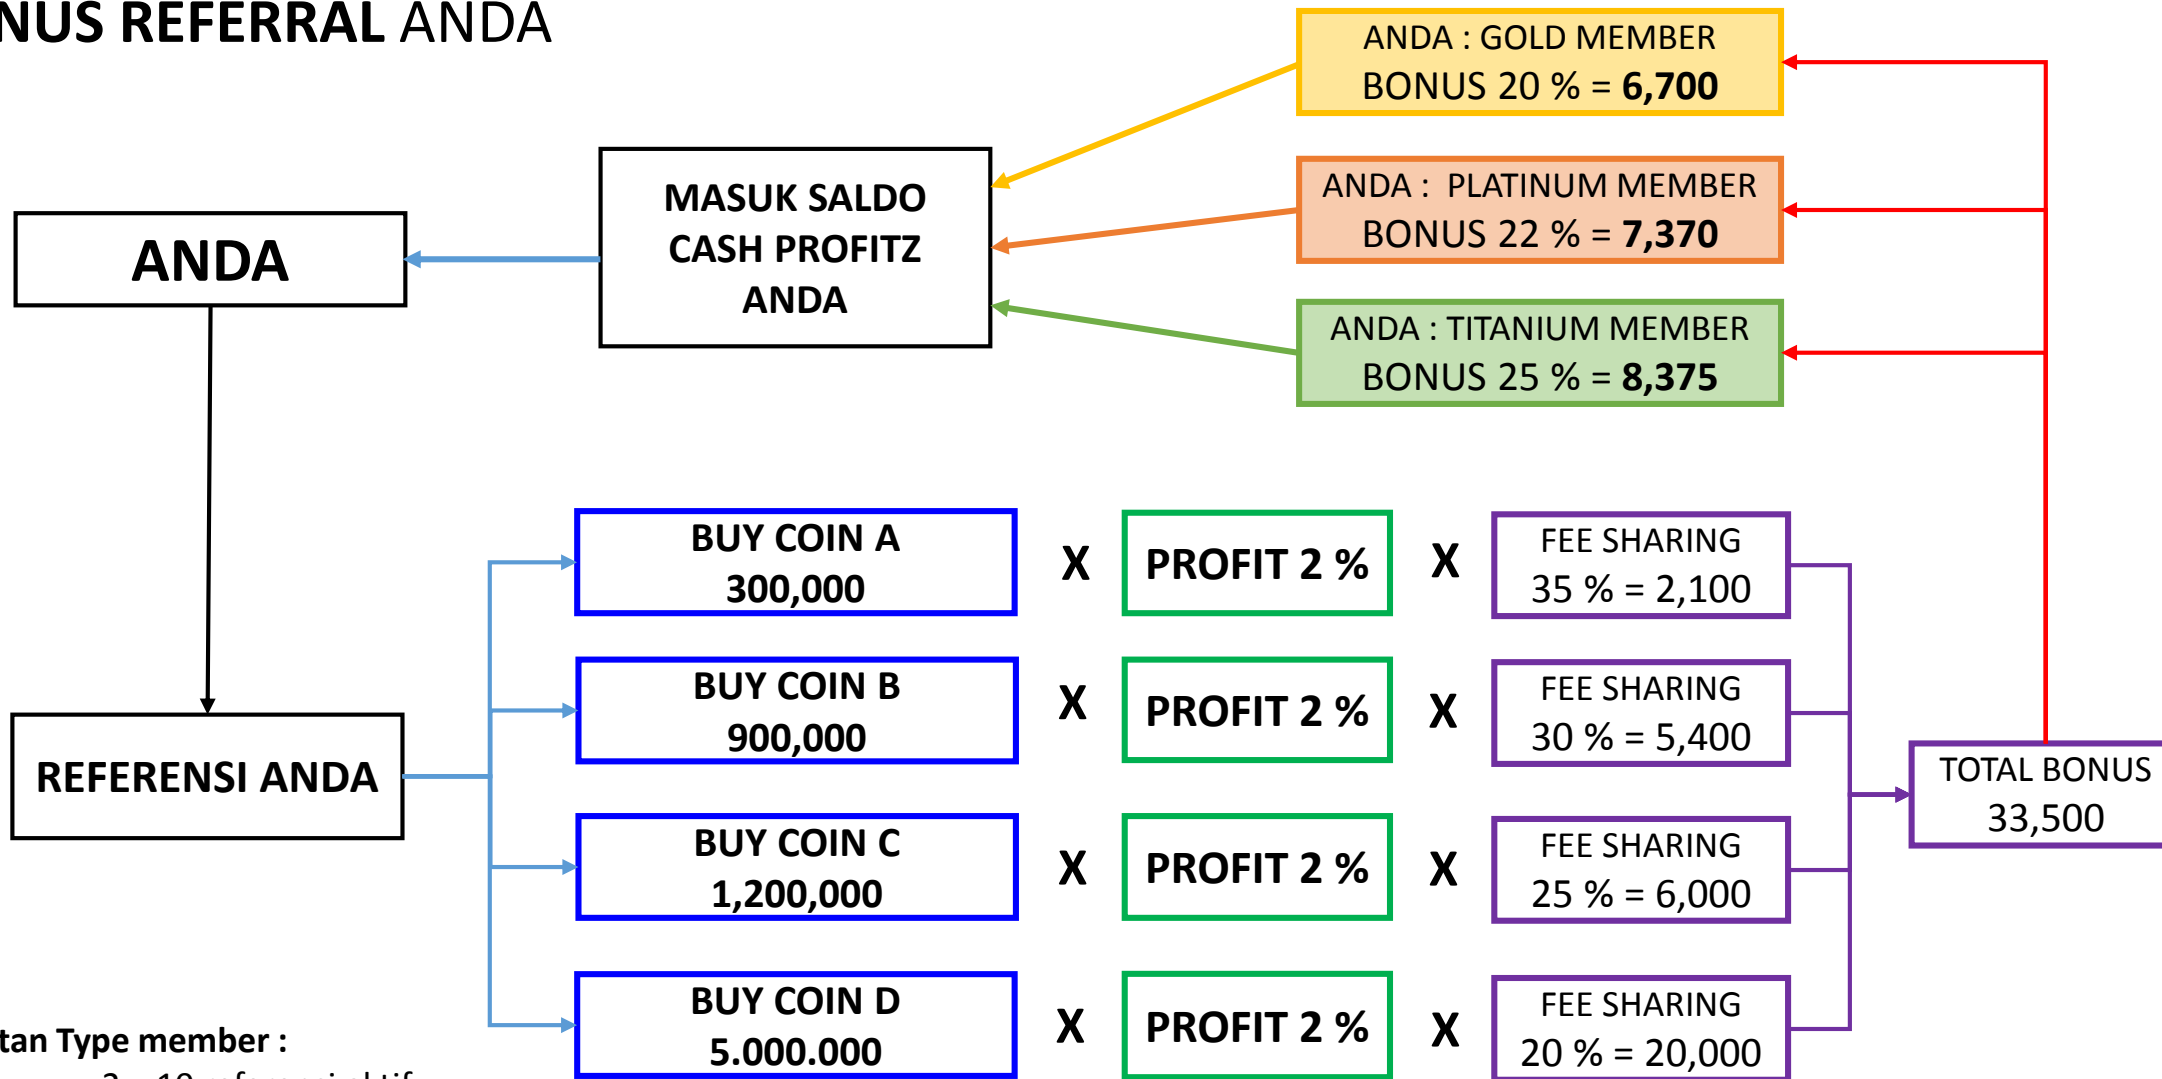 NUS REFERRAL ANDA
ANDA : GOLD MEMBER
BONUS 20 % = 6,700
ANDA : PLATINUM MEMBER
BONUS 22 % = 7,370
ANDA : TITANIUM MEMBER
BONUS 25 % = 8,375
MASUK SALDO
CASH PROFITZ
ANDA
ANDA
REFERENSI ANDA
BUY COIN A
300,000
X
PROFIT 2 %
X
FEE SHARING
35 % = 2,100
BUY COIN B
900,000
X
PROFIT 2 %
X
FEE SHARING
30 % = 5,400
BUY COIN C
1,200,000
X
PROFIT 2 %
X
FEE SHARING
25 % = 6,000
BUY COIN D
5.000.000
X
PROFIT 2 %
X
FEE SHARING
20 % = 20,000
TOTAL BONUS
33,500
tan Type member :